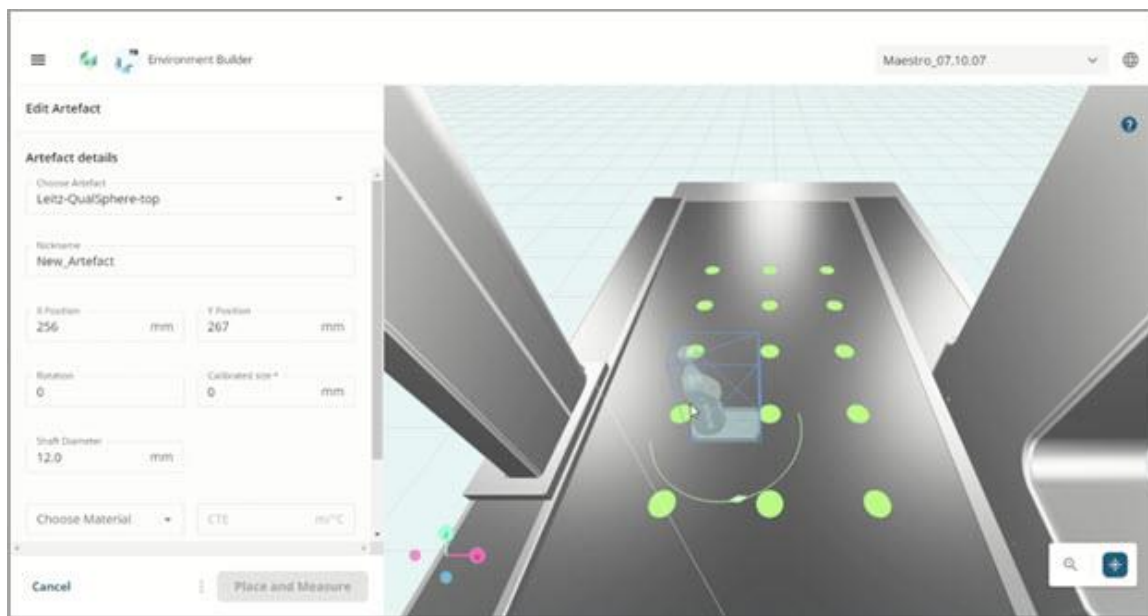 Environment Builder
Maestro_07.10.07
Edit Artefact
Artefact details
Choose Artefact
Leitz-QualSphere-top
Nickname
New_Artefact
X Position Y Position
256 mm 267 mm
Rotation Calibrated size *
0 0 mm
Shaft Diameter
12.0 mm
Choose Material CTE m/°C
Cancel Place and Measure